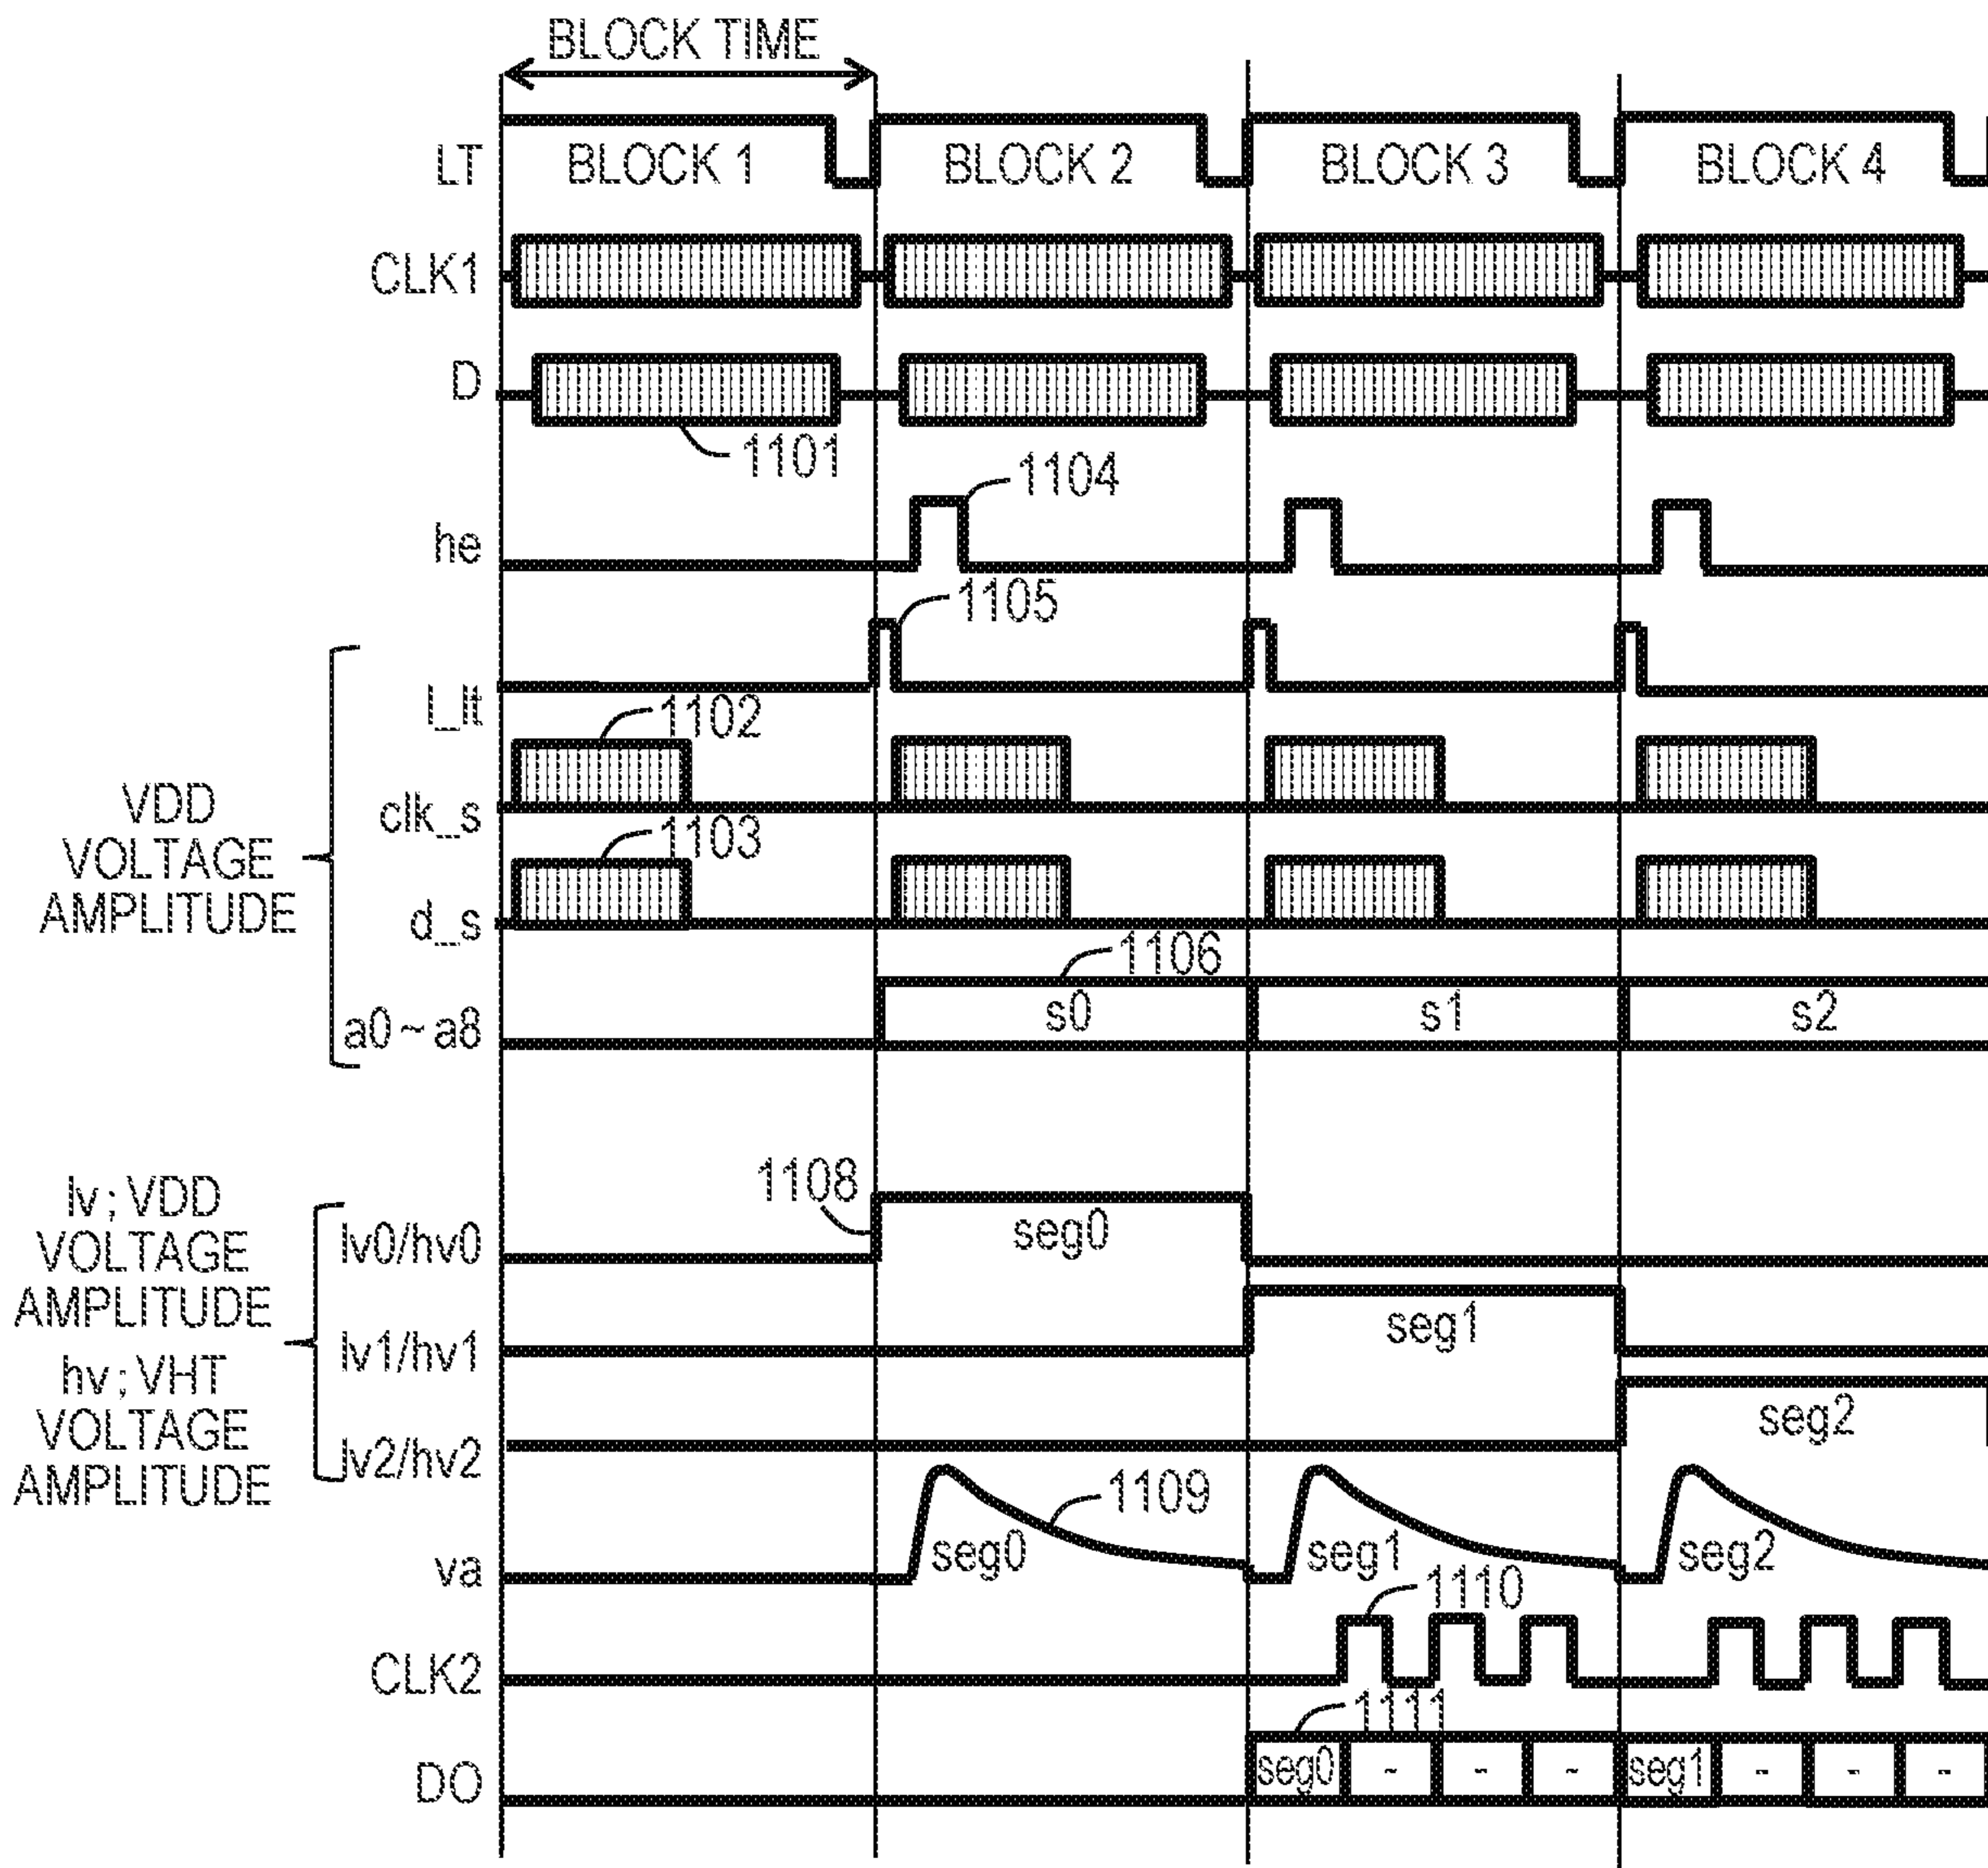 BLOCK TIME
LT
BLOCK 1
BLOCK 2
BLOCK 3
BLOCK 4
CLK1
D
1101
he
1104
l_lt
1105
clk_s
1102
d_s
1103
VDD
VOLTAGE
AMPLITUDE
a0~a8
1106
s0
s1
s2
lv ; VDD
VOLTAGE
AMPLITUDE
hv ; VHT
VOLTAGE
AMPLITUDE
lv0/hv0
1108
seg0
lv1/hv1
seg1
lv2/hv2
seg2
va
seg0
1109
seg1
seg2
CLK2
1110
DO
1111
seg0 ~ ~ ~ seg1 ~ ~ ~